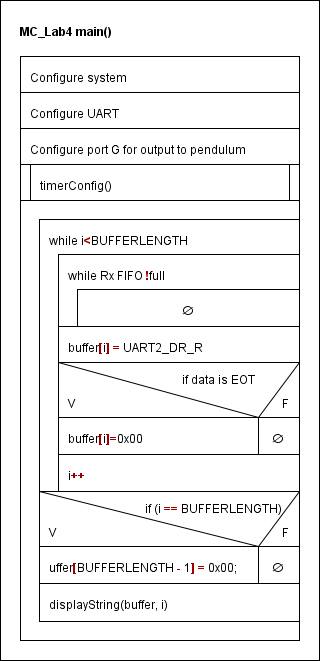 MC_Lab4 main()
Configure system
Configure UART
Configure port G for output to pendulum
timerConfig()
while i<BUFFERLENGTH
while Rx FIFO !full
∅
buffer[i] = UART2_DR_R
if data is EOT
V F
buffer[i]=0x00 ∅
i++
if (i == BUFFERLENGTH)
V F
uffer[BUFFERLENGTH - 1] = 0x00; ∅
displayString(buffer, i)